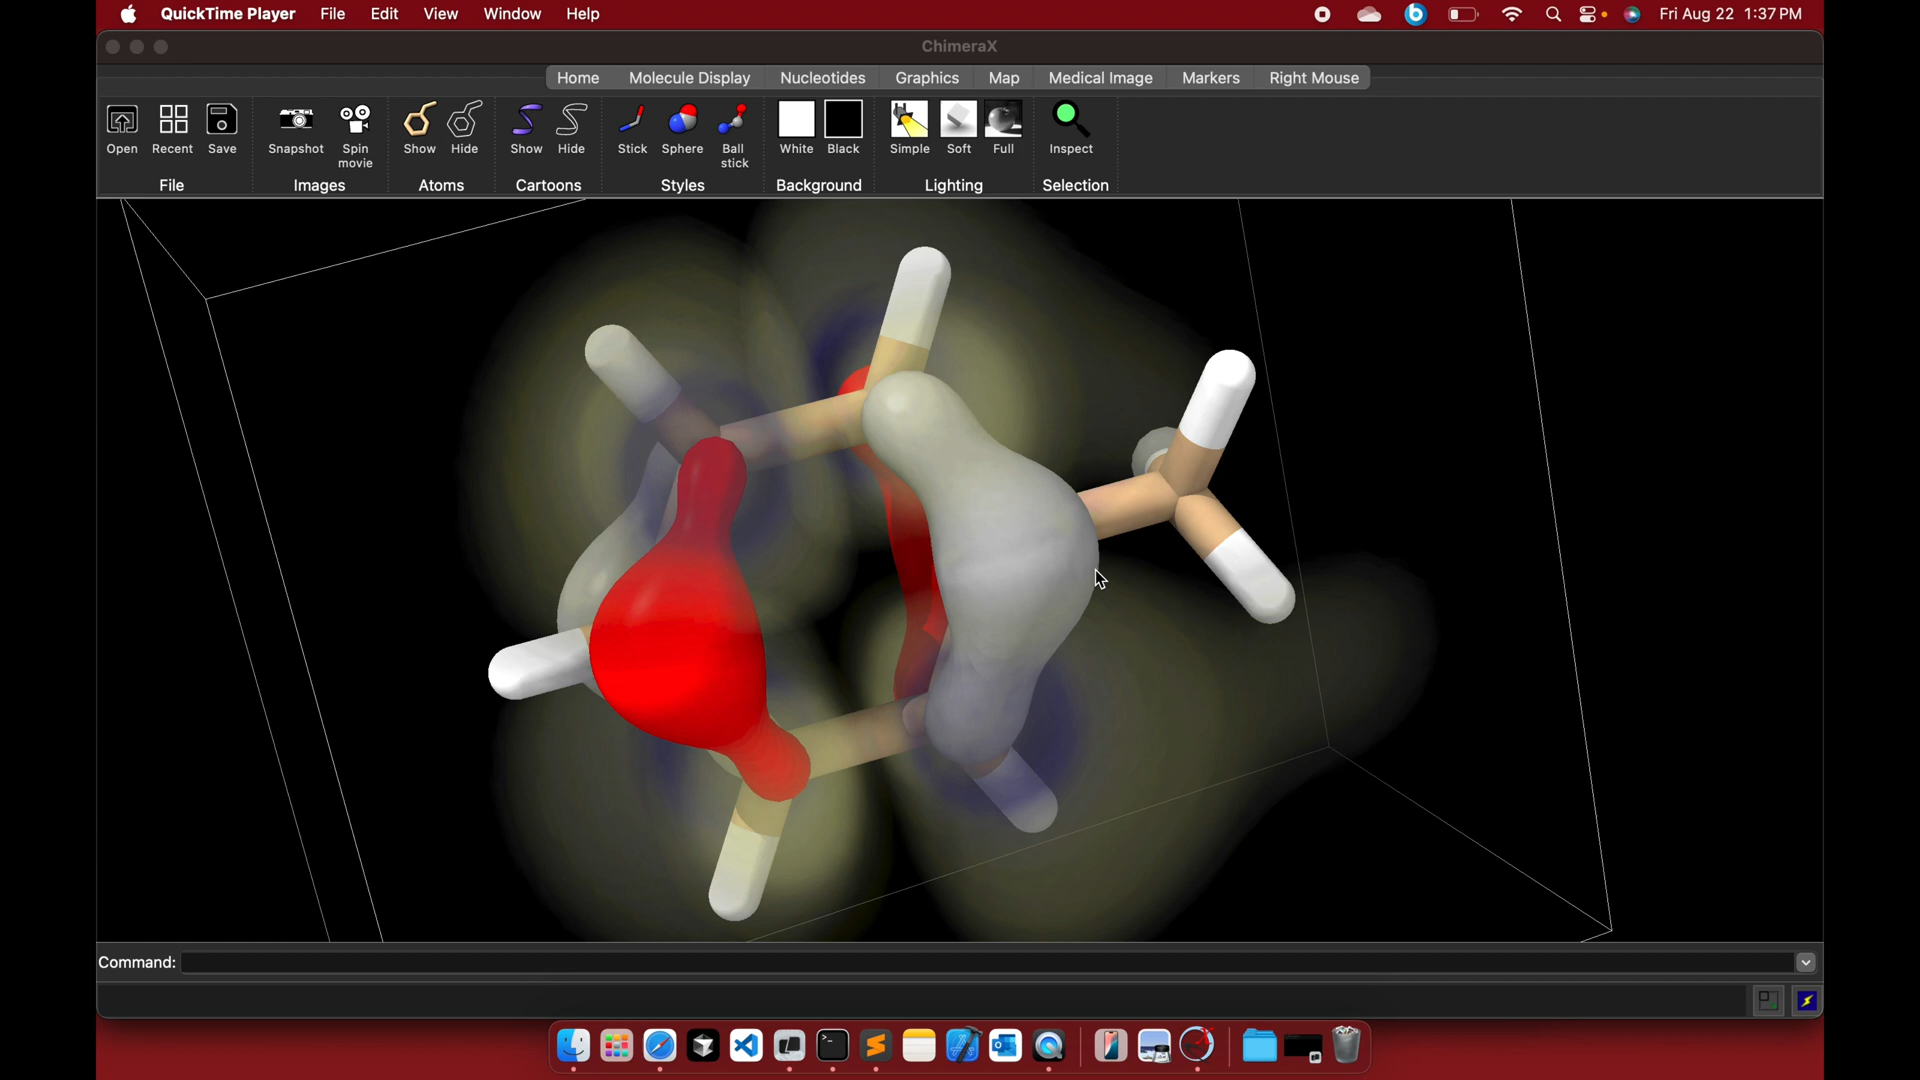 QuickTime Player File Edit View Window Help Fri Aug 22 1:37 PM
ChimeraX
Home Molecule Display Nucleotides Graphics Map Medical Image Markers Right Mouse
Open Recent Save Snapshot Spin movie Show Hide Show Hide Stick Sphere Ball stick White Black Simple Soft Full Inspect
File Images Atoms Cartoons Styles Background Lighting Selection
Command: